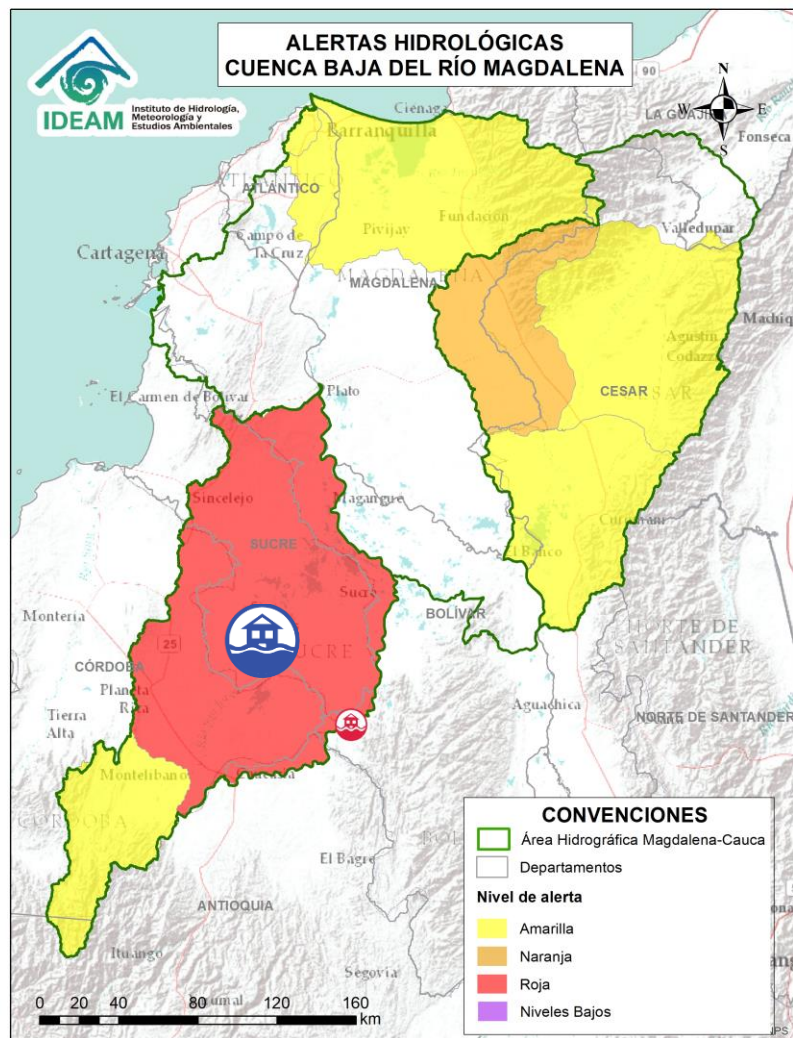 ALERTAS HIDROLÓGICAS
CUENCA BAJA DEL RÍO MAGDALENA
IDEAM
Instituto de Hidrología,
Meteorología y
Estudios Ambientales
N
W
E
S
90
Ciénaga
LA GUAJIRA
Barranquilla
Fonseca
ATLÁNTICO
Pivijay
Fundación
Valledupar
Campo de
la Cruz
Cartagena
MAGDALENA
MAGDALENA
Machiq
Agustín
Codazzi
CESAR
El Carmen de Bolívar
Plato
Sincelejo
Magangue
SUCRE
El Banco
Sucre
BOLÍVAR
Montería
NORTE DE
SANTANDER
SUCRE
25
CÓRDOBA
Planeta
Rica
Aguachica
NORTE DE SANTANDER
Tierra
Alta
Montelíbano
CÓRDOBA
El Bagre
ANTIOQUIA
Ituango
Segovia
CONVENCIONES
Área Hidrográfica Magdalena-Cauca
Departamentos
Nivel de alerta
Amarilla
Naranja
Roja
Niveles Bajos
0 20 40 80 120 160
km